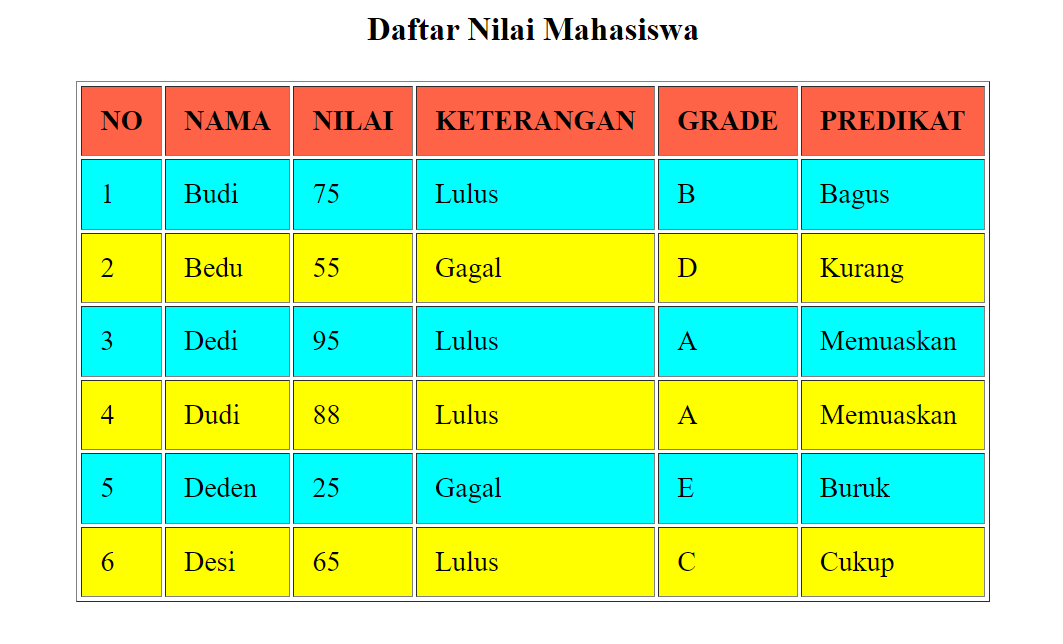 Daftar Nilai Mahasiswa
NO NAMA NILAI KETERANGAN GRADE PREDIKAT
1 Budi 75 Lulus B Bagus
2 Bedu 55 Gagal D Kurang
3 Dedi 95 Lulus A Memuaskan
4 Dudi 88 Lulus A Memuaskan
5 Deden 25 Gagal E Buruk
6 Desi 65 Lulus C Cukup